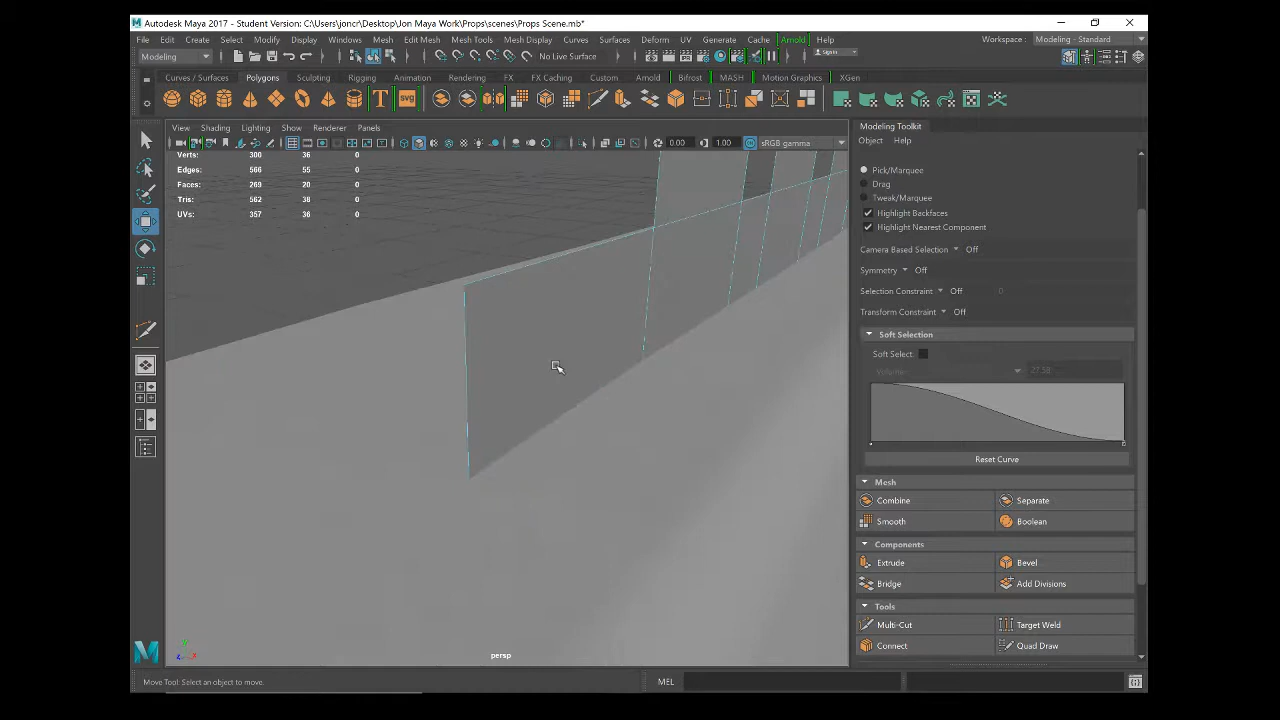 Autodesk Maya 2017 - Student Version: C:\Users\joncr\Desktop\Jon Maya Work\Props\scenes\Props Scene.mb*
File Edit Create Select Modify Display Windows Mesh Edit Mesh Mesh Tools Mesh Display Curves Surfaces Deform UV Generate Cache Arnold Help Workspace : Modeling - Standard
Modeling No Live Surface Sign in
Curves / Surfaces Polygons Sculpting Rigging Animation Rendering FX FX Caching Custom Arnold Bifrost MASH Motion Graphics XGen
T svg
View Shading Lighting Show Renderer Panels Modeling Toolkit
Object Help
0.00 1.00 sRGB gamma
Verts: 300 36 0
Edges: 566 55 0
Faces: 269 20 0
Tris: 562 38 0
UVs: 357 36 0
Pick/Marquee
Drag
Tweak/Marquee
Highlight Backfaces
Highlight Nearest Component
Camera Based Selection Off
Symmetry Off
Selection Constraint Off 0
Transform Constraint Off
Soft Selection
Soft Select
Volume 27.58
Reset Curve
Mesh
Combine Separate
Smooth Boolean
Components
Extrude Bevel
Bridge Add Divisions
Tools
Multi-Cut Target Weld
Connect Quad Draw
persp
Move Tool: Select an object to move. MEL